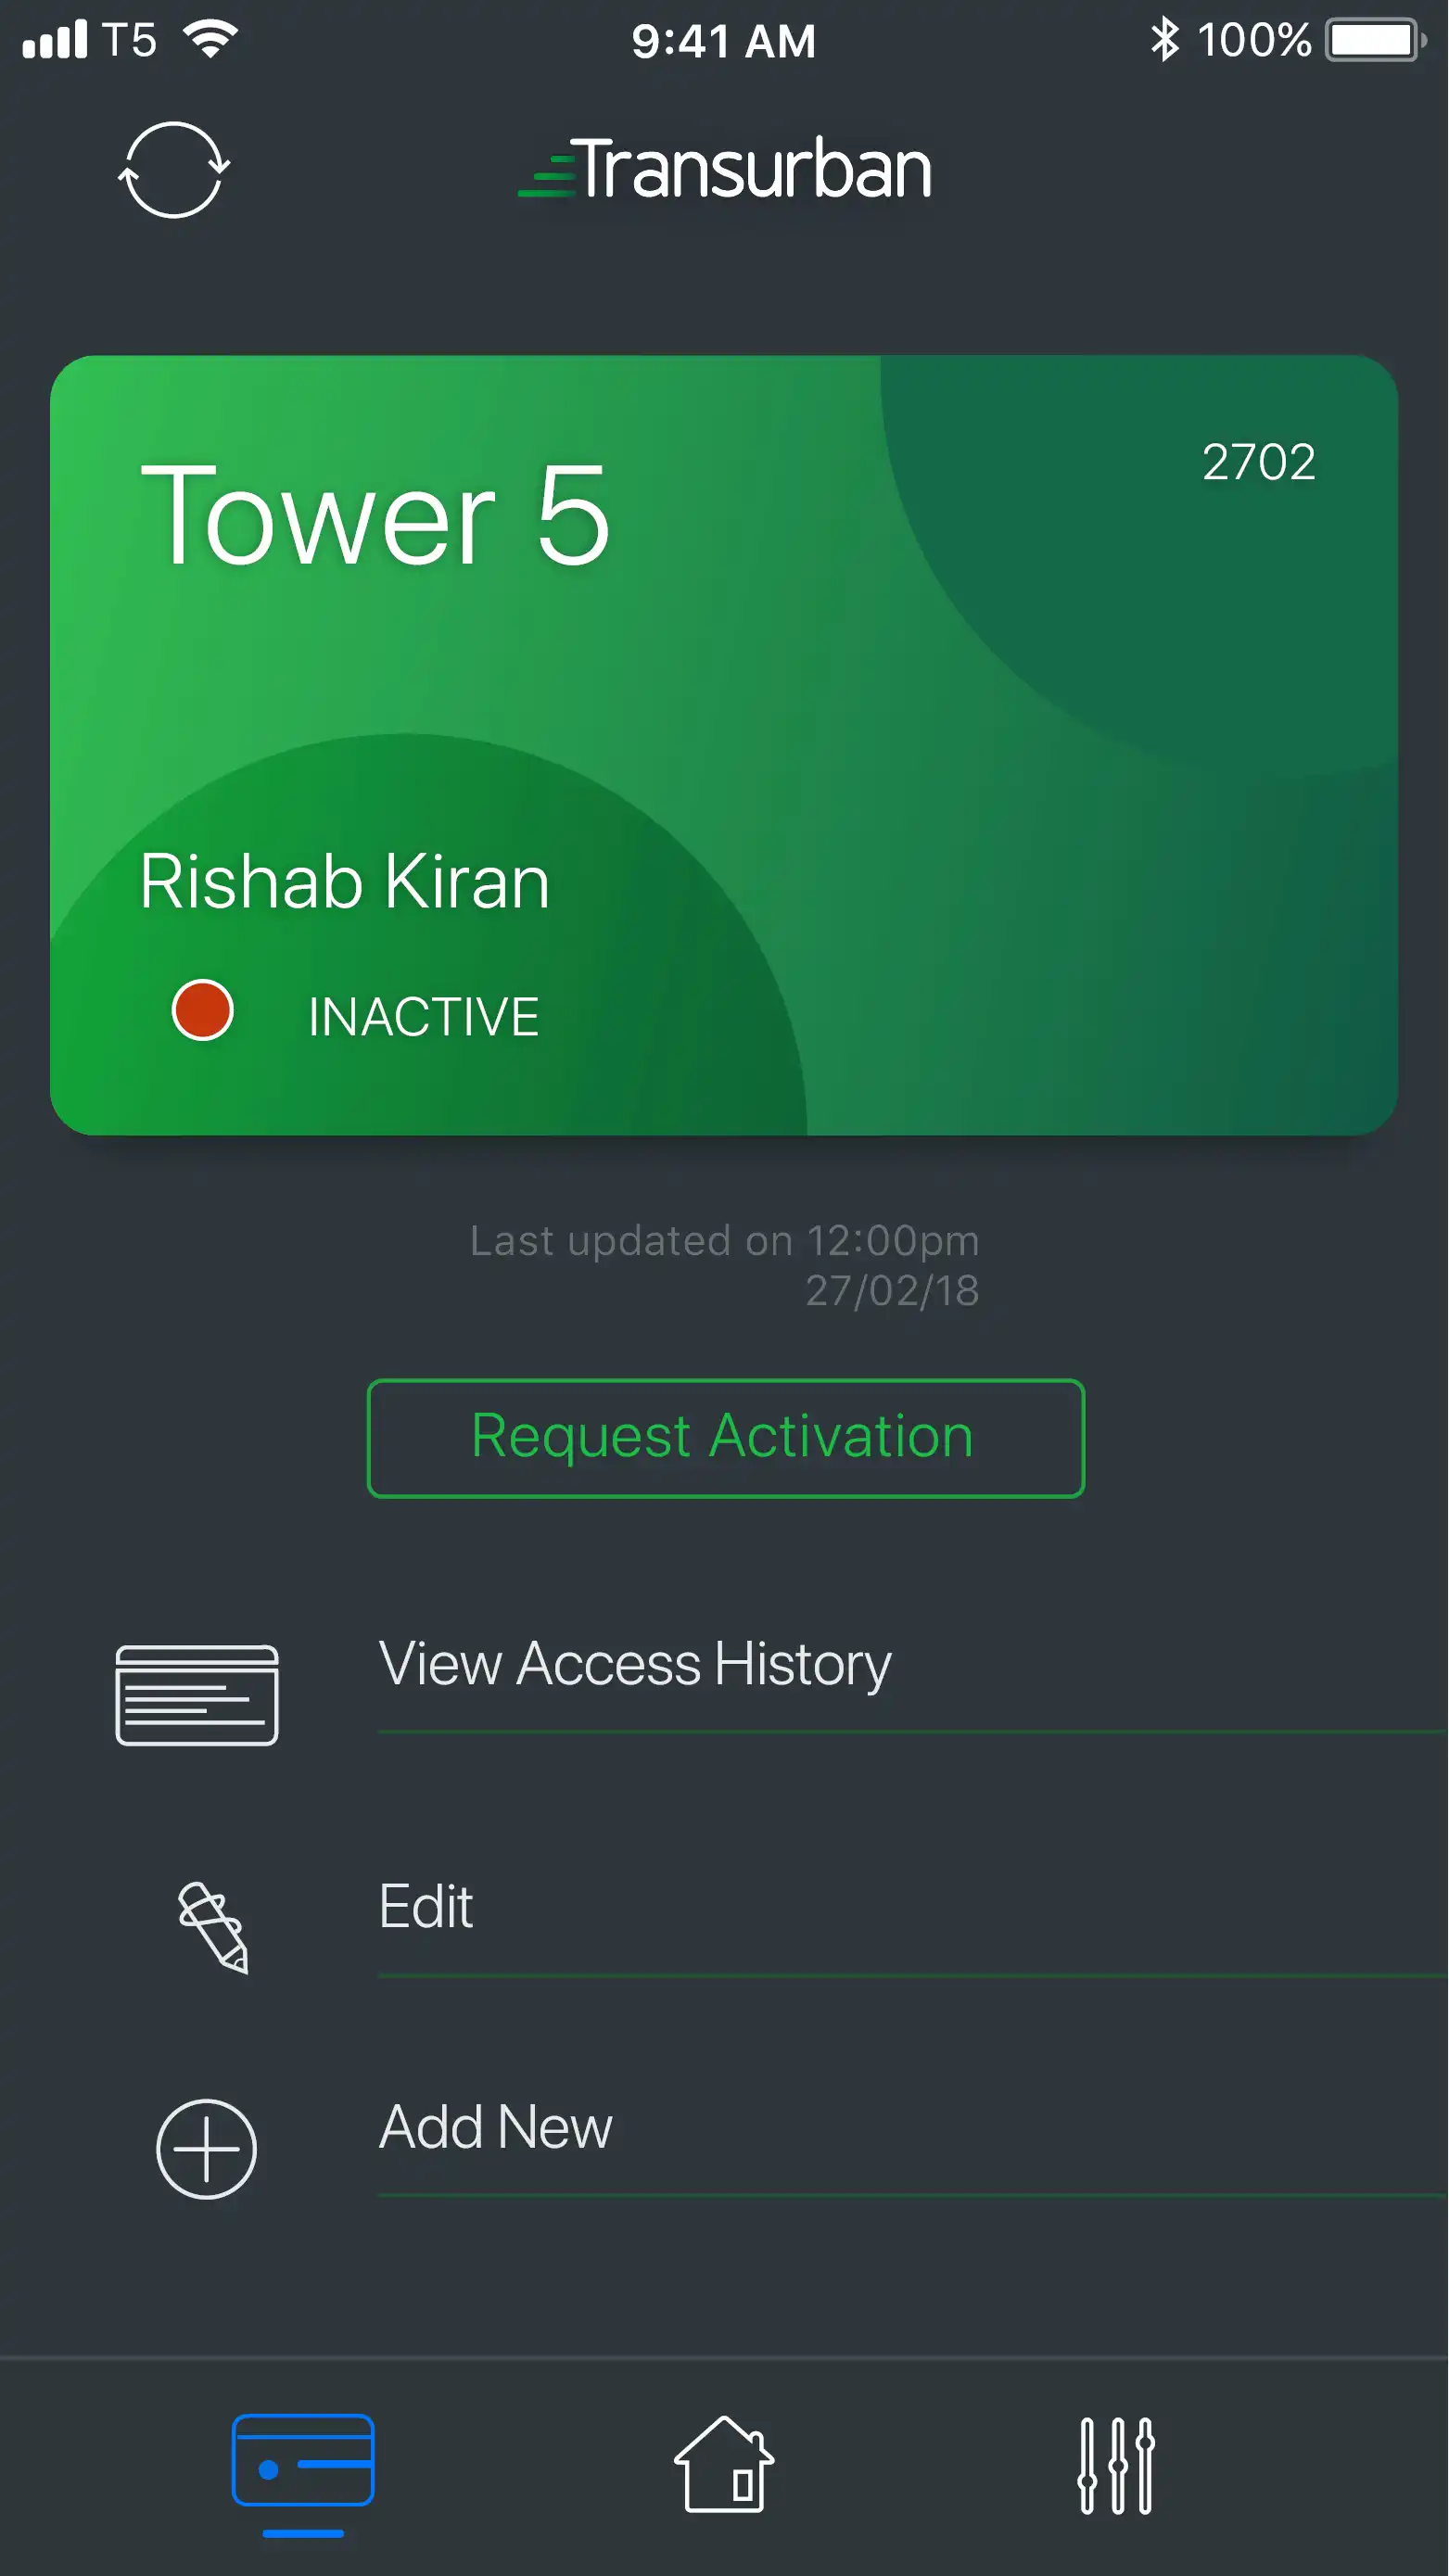 T5
9:41 AM
100%
Transurban
Tower 5
2702
Rishab Kiran
INACTIVE
Last updated on 12:00pm
27/02/18
Request Activation
View Access History
Edit
Add New